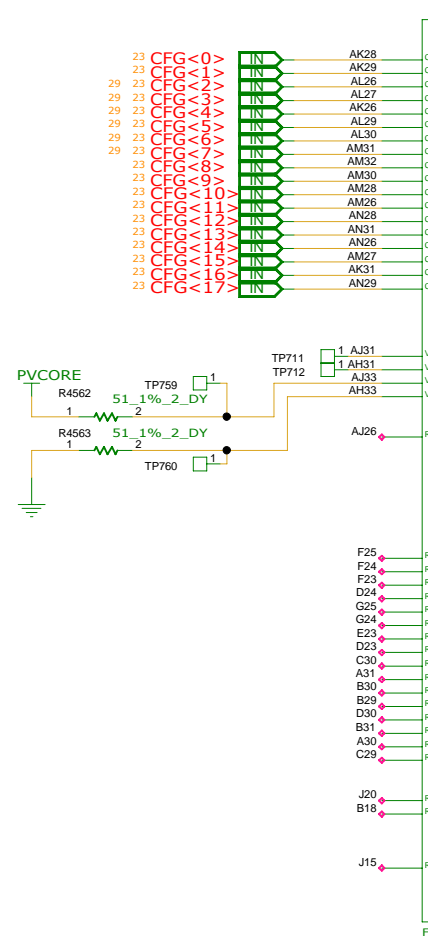 23 CFG<0> IN AK28
23 CFG<1> IN AK29
29 23 CFG<2> IN AL26
29 23 CFG<3> IN AL27
29 23 CFG<4> IN AK26
29 23 CFG<5> IN AL29
29 23 CFG<6> IN AL30
29 23 CFG<7> IN AM31
23 CFG<8> IN AM32
23 CFG<9> IN AM30
23 CFG<10> IN AM28
23 CFG<11> IN AM26
23 CFG<12> IN AN28
23 CFG<13> IN AN31
23 CFG<14> IN AN26
23 CFG<15> IN AM27
23 CFG<16> IN AK31
23 CFG<17> IN AN29
TP711 1 AJ31
TP712 1 AH31
PVCORE
TP759 1 AJ33
R4562
51_1%_2_DY
AH33
1 2
R4563
51_1%_2_DY
1 2
TP760 1
AJ26
F25
F24
F23
D24
G25
G24
E23
D23
C30
A31
B30
B29
D30
B31
A30
C29
J20
B18
J15